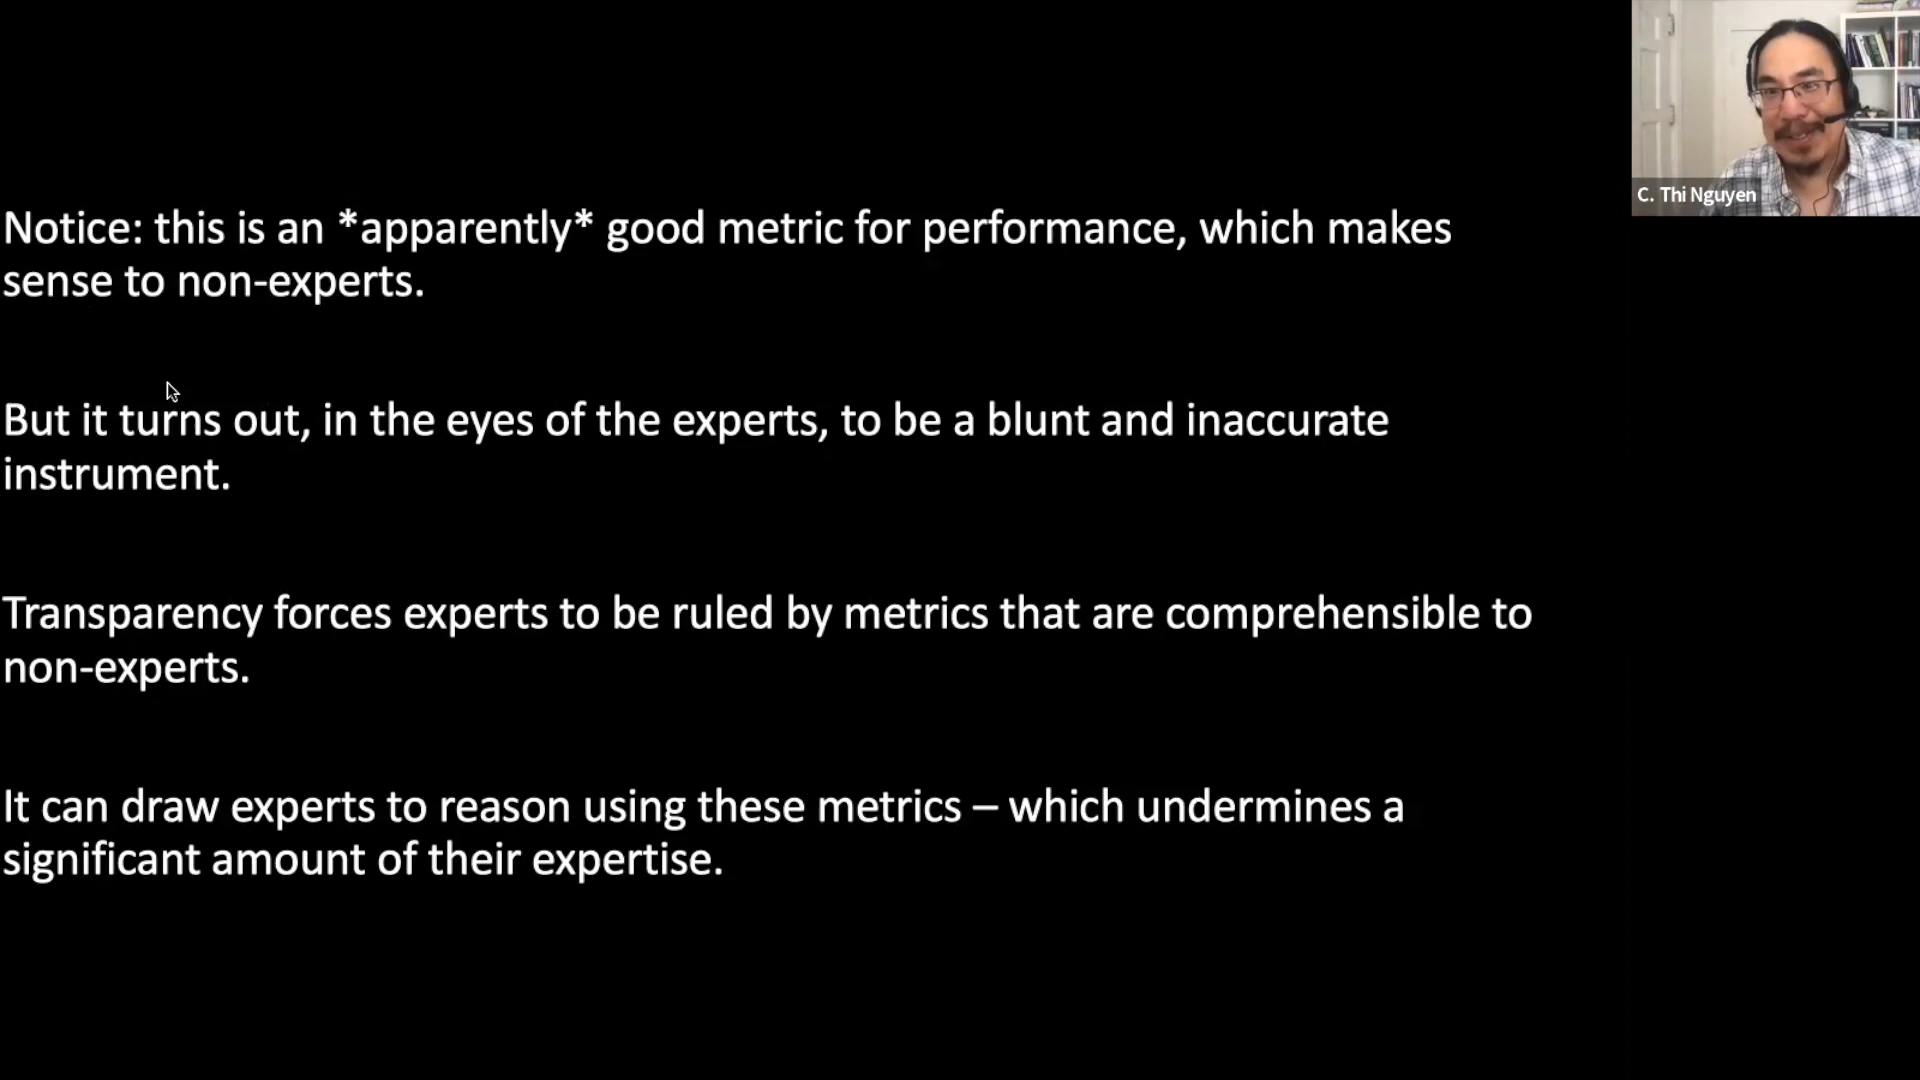 Notice: this is an *apparently* good metric for performance, which makes
sense to non-experts.
But it turns out, in the eyes of the experts, to be a blunt and inaccurate
instrument.
Transparency forces experts to be ruled by metrics that are comprehensible to
non-experts.
It can draw experts to reason using these metrics – which undermines a
significant amount of their expertise.
C. Thi Nguyen